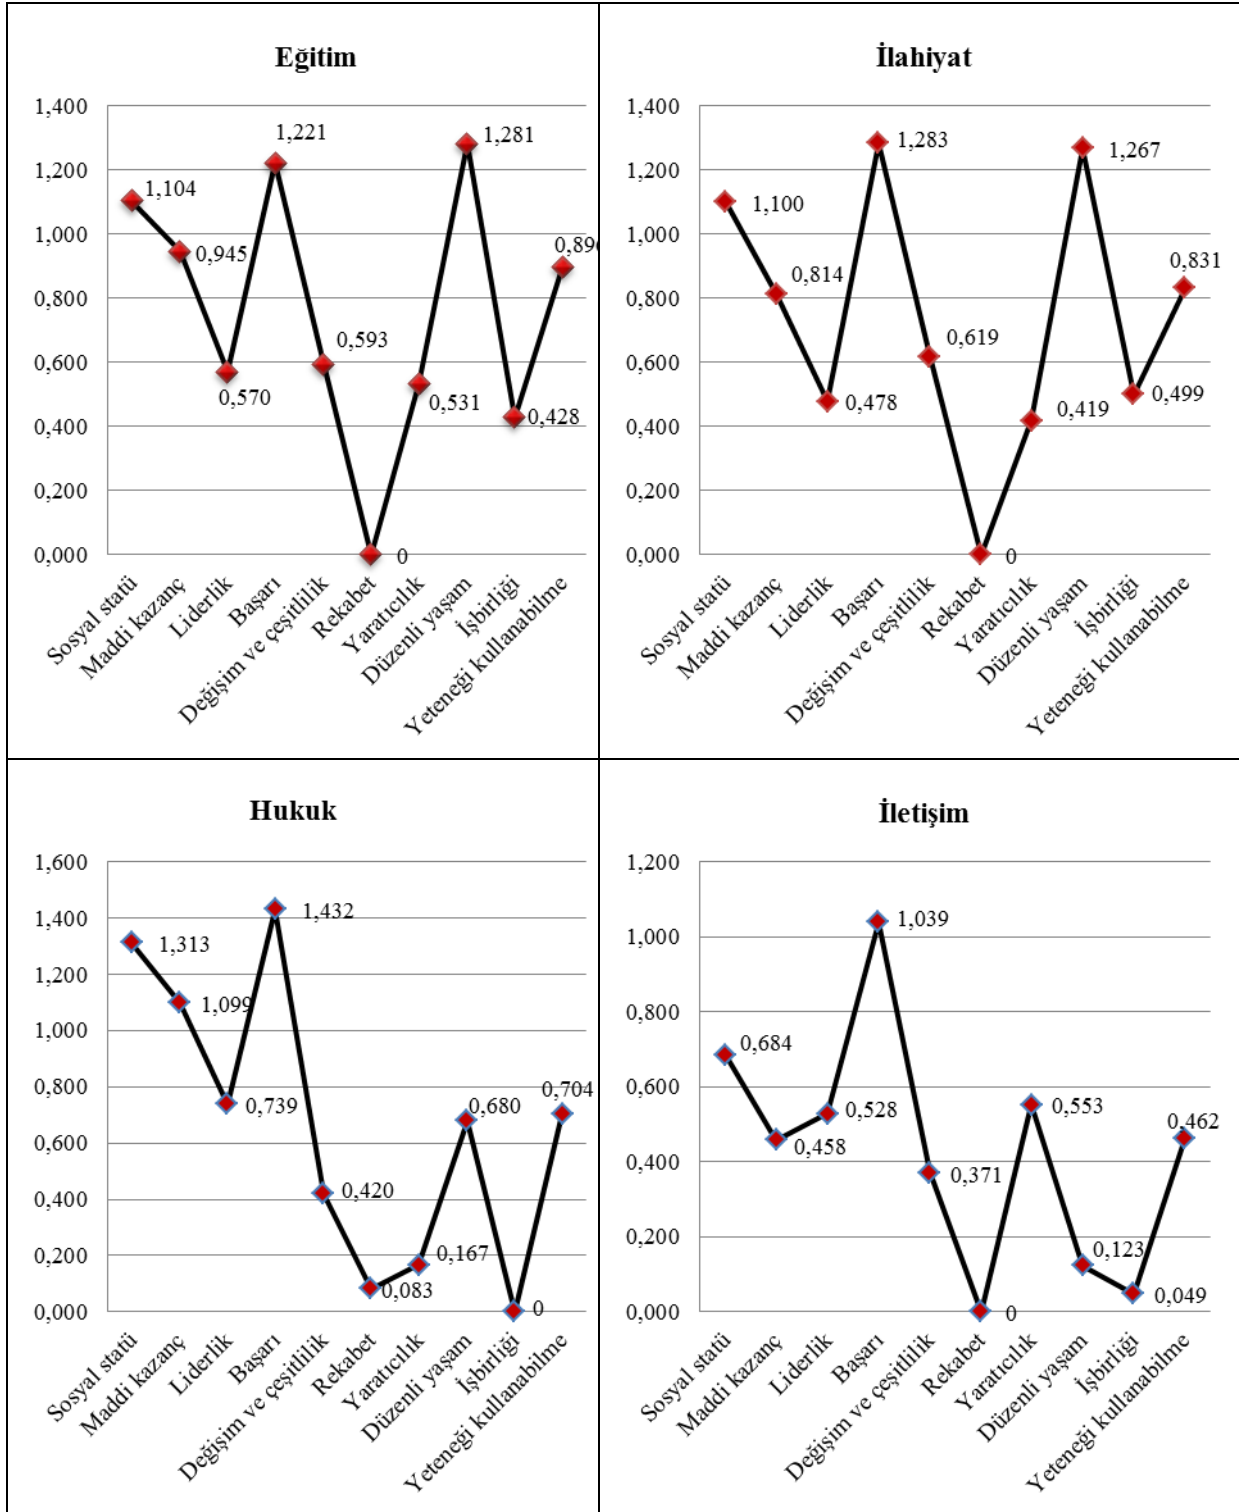 Eğitim
1,400
1,200
1,000
0,800
0,600
0,400
0,200
0,000
1,104
0,945
0,570
1,221
0,593
0
0,531
1,281
0,428
Sosyal statü
Maddi kazanç
Liderlik
Başarı
Değişim ve çeşitlilik
Rekabet
Yaratıcılık
Düzenli yaşam
İşbirliği
Yeteneği kullanabilme
İlahiyat
1,400
1,200
1,000
0,800
0,600
0,400
0,200
0,000
1,100
0,814
0,478
1,283
0,619
0
0,419
1,267
0,499
0,831
Sosyal statü
Maddi kazanç
Liderlik
Başarı
Değişim ve çeşitlilik
Rekabet
Yaratıcılık
Düzenli yaşam
İşbirliği
Yeteneği kullanabilme
Hukuk
1,600
1,400
1,200
1,000
0,800
0,600
0,400
0,200
0,000
1,313
1,099
0,739
1,432
0,420
0,083
0,167
0,680
0
0,704
Sosyal statü
Maddi kazanç
Liderlik
Başarı
Değişim ve çeşitlilik
Rekabet
Yaratıcılık
Düzenli yaşam
İşbirliği
Yeteneği kullanabilme
İletişim
1,200
1,000
0,800
0,600
0,400
0,200
0,000
0,684
0,458
0,528
1,039
0,371
0
0,553
0,123
0,049
0,462
Sosyal statü
Maddi kazanç
Liderlik
Başarı
Değişim ve çeşitlilik
Rekabet
Yaratıcılık
Düzenli yaşam
İşbirliği
Yeteneği kullanabilme